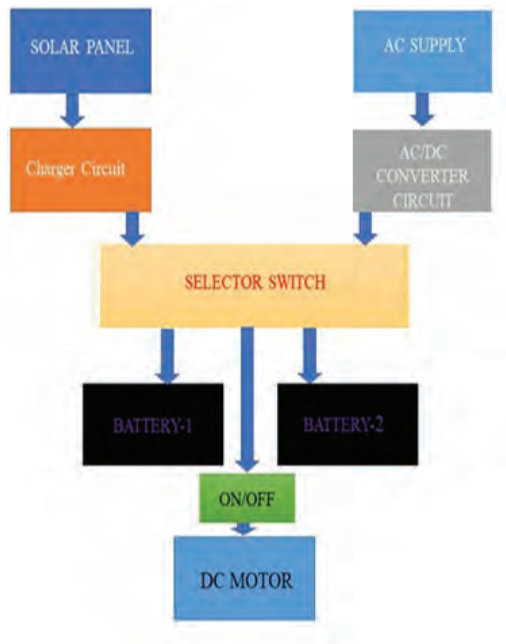 SOLAR PANEL
AC SUPPLY
Charger Circuit
AC/DC
CONVERTER
CIRCUIT
SELECTOR SWITCH
BATTERY-1
BATTERY-2
ON/OFF
DC MOTOR